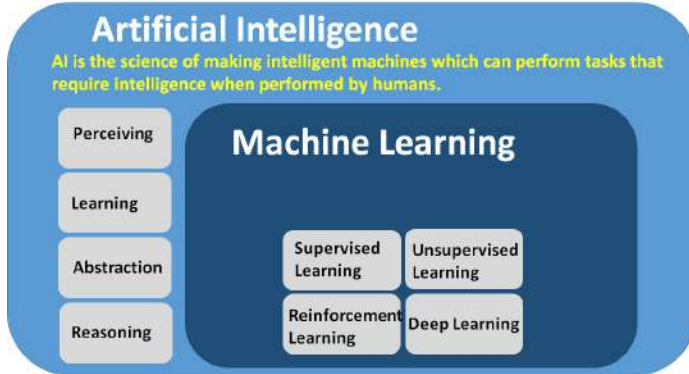 Artificial Intelligence
AI is the science of making intelligent machines which can perform tasks that
require intelligence when performed by humans.
Perceiving
Learning
Abstraction
Reasoning
Machine Learning
Supervised
Learning
Unsupervised
Learning
Reinforcement
Learning
Deep Learning